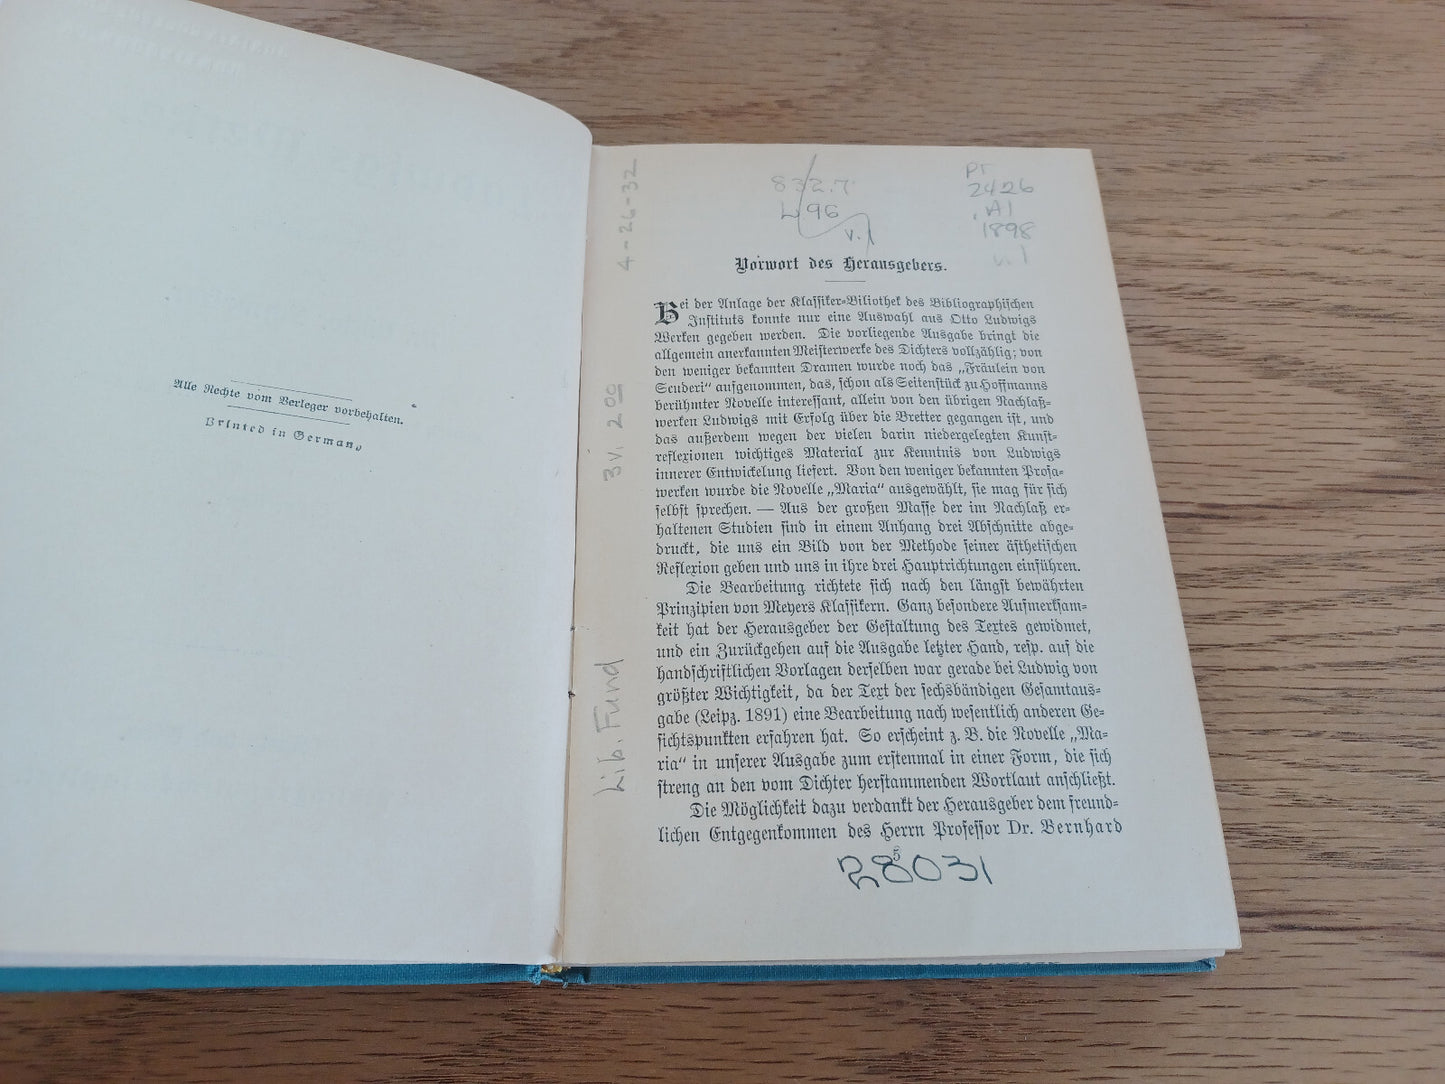 Alle Rechte vom Verleger vorbehalten.
Printed in Germany
832.7
L96
v.1
PT
2426
.A1
1898
v.1
4-26-32
3 v. 2 00
Lib. Fund
Vorwort des Herausgebers.
Bei der Anlage der Klassiker-Biliothek des Bibliographischen
Instituts konnte nur eine Auswahl aus Otto Ludwigs
Werken gegeben werden. Die vorliegende Ausgabe bringt die
allgemein anerkannten Meisterwerke des Dichters vollzählig; von
den weniger bekannten Dramen wurde noch das „Fräulein von
Scuderi“ aufgenommen, das, schon als Seitenstück zu Hoffmanns
berühmter Novelle interessant, allein von den übrigen Nachlaß-
werken Ludwigs mit Erfolg über die Bretter gegangen ist, und
das außerdem wegen der vielen darin niedergelegten Kunst-
reflexionen wichtiges Material zur Kenntnis von Ludwigs
innerer Entwickelung liefert. Von den weniger bekannten Prosa-
werken wurde die Novelle „Maria“ ausgewählt, sie mag für sich
selbst sprechen. — Aus der großen Masse der im Nachlaß er-
haltenen Studien sind in einem Anhang drei Abschnitte abge-
druckt, die uns ein Bild von der Methode seiner ästhetischen
Reflexion geben und uns in ihre drei Hauptrichtungen einführen.
Die Bearbeitung richtete sich nach den längst bewährten
Prinzipien von Meyers Klassikern. Ganz besondere Aufmerksam-
keit hat der Herausgeber der Gestaltung des Textes gewidmet,
und ein Zurückgehen auf die Ausgabe letzter Hand, resp. auf die
handschriftlichen Vorlagen derselben war gerade bei Ludwig von
größter Wichtigkeit, da der Text der sechsbändigen Gesamtaus-
gabe (Leipz. 1891) eine Bearbeitung nach wesentlich anderen Ge-
sichtspunkten erfahren hat. So erscheint z. B. die Novelle „Ma-
ria“ in unserer Ausgabe zum erstenmal in einer Form, die sich
streng an den vom Dichter herstammenden Wortlaut anschließt.
Die Möglichkeit dazu verdankt der Herausgeber dem freund-
lichen Entgegenkommen des Herrn Professor Dr. Bernhard
5
28031